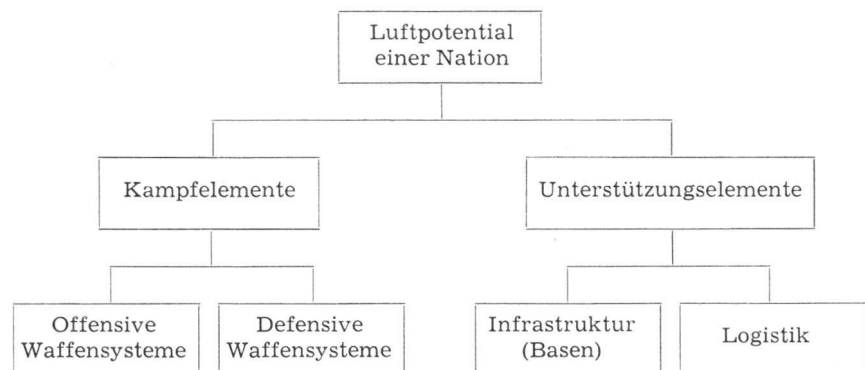 Luftpotential
einer Nation
Kampfelemente
Unterstützungselemente
Offensive
Waffensysteme
Defensive
Waffensysteme
Infrastruktur
(Basen)
Logistik